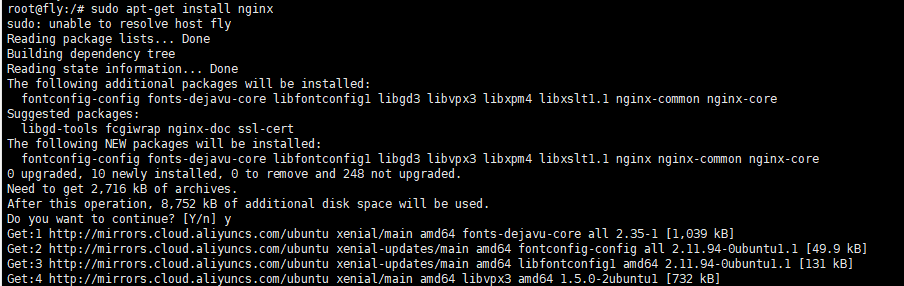 root@fly:/# sudo apt-get install nginx
sudo: unable to resolve host fly
Reading package lists... Done
Building dependency tree
Reading state information... Done
The following additional packages will be installed:
  fontconfig-config fonts-dejavu-core libfontconfig1 libgd3 libvpx3 libxpm4 libxslt1.1 nginx-common nginx-core
Suggested packages:
  libgd-tools fcgiwrap nginx-doc ssl-cert
The following NEW packages will be installed:
  fontconfig-config fonts-dejavu-core libfontconfig1 libgd3 libvpx3 libxpm4 libxslt1.1 nginx nginx-common nginx-core
0 upgraded, 10 newly installed, 0 to remove and 248 not upgraded.
Need to get 2,716 kB of archives.
After this operation, 8,752 kB of additional disk space will be used.
Do you want to continue? [Y/n] y
Get:1 http://mirrors.cloud.aliyuncs.com/ubuntu xenial/main amd64 fonts-dejavu-core all 2.35-1 [1,039 kB]
Get:2 http://mirrors.cloud.aliyuncs.com/ubuntu xenial-updates/main amd64 fontconfig-config all 2.11.94-0ubuntu1.1 [49.9 kB]
Get:3 http://mirrors.cloud.aliyuncs.com/ubuntu xenial-updates/main amd64 libfontconfig1 amd64 2.11.94-0ubuntu1.1 [131 kB]
Get:4 http://mirrors.cloud.aliyuncs.com/ubuntu xenial/main amd64 libvpx3 amd64 1.5.0-2ubuntu1 [732 kB]